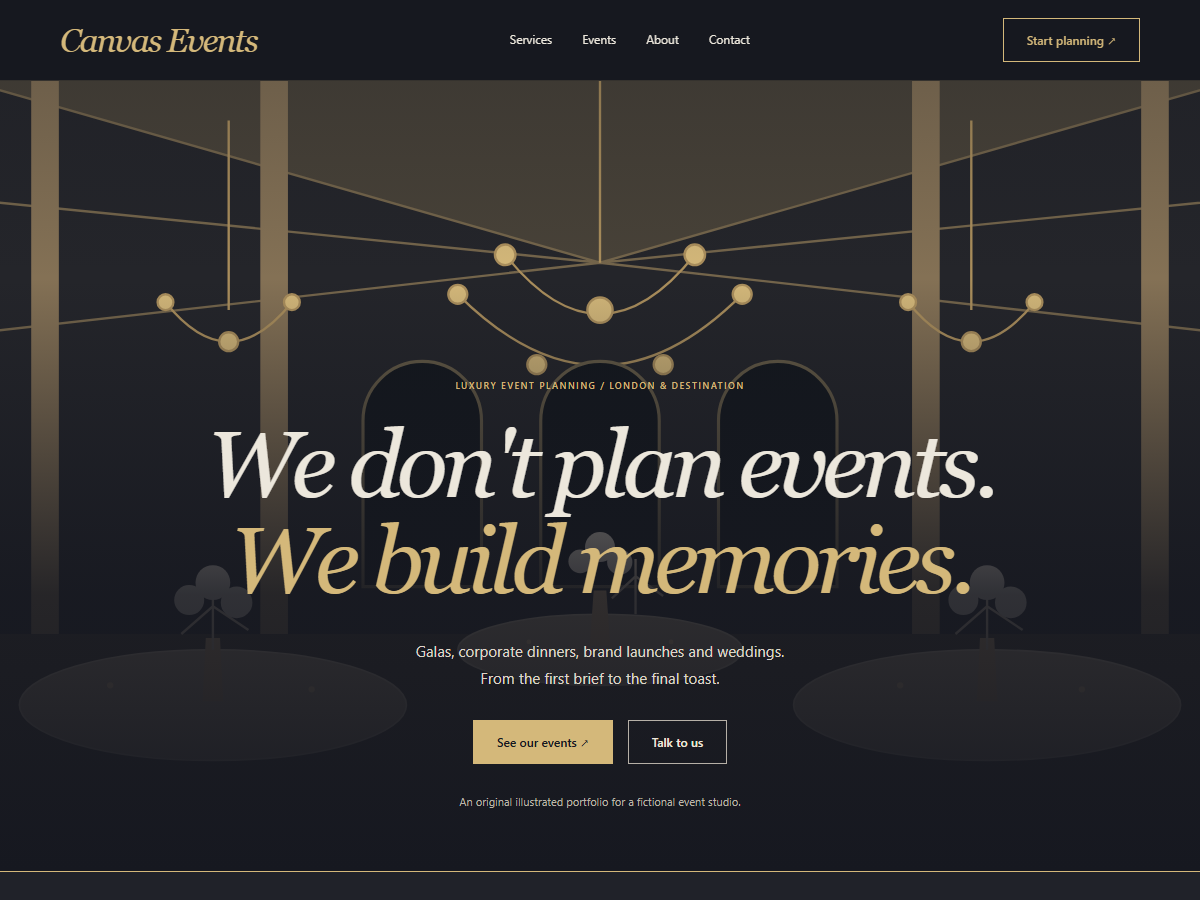 Canvas Events
Services
Events
About
Contact
Start planning ↗
LUXURY EVENT PLANNING / LONDON & DESTINATION
We don't plan events.
We build memories.
Galas, corporate dinners, brand launches and weddings.
From the first brief to the final toast.
See our events ↗
Talk to us
An original illustrated portfolio for a fictional event studio.